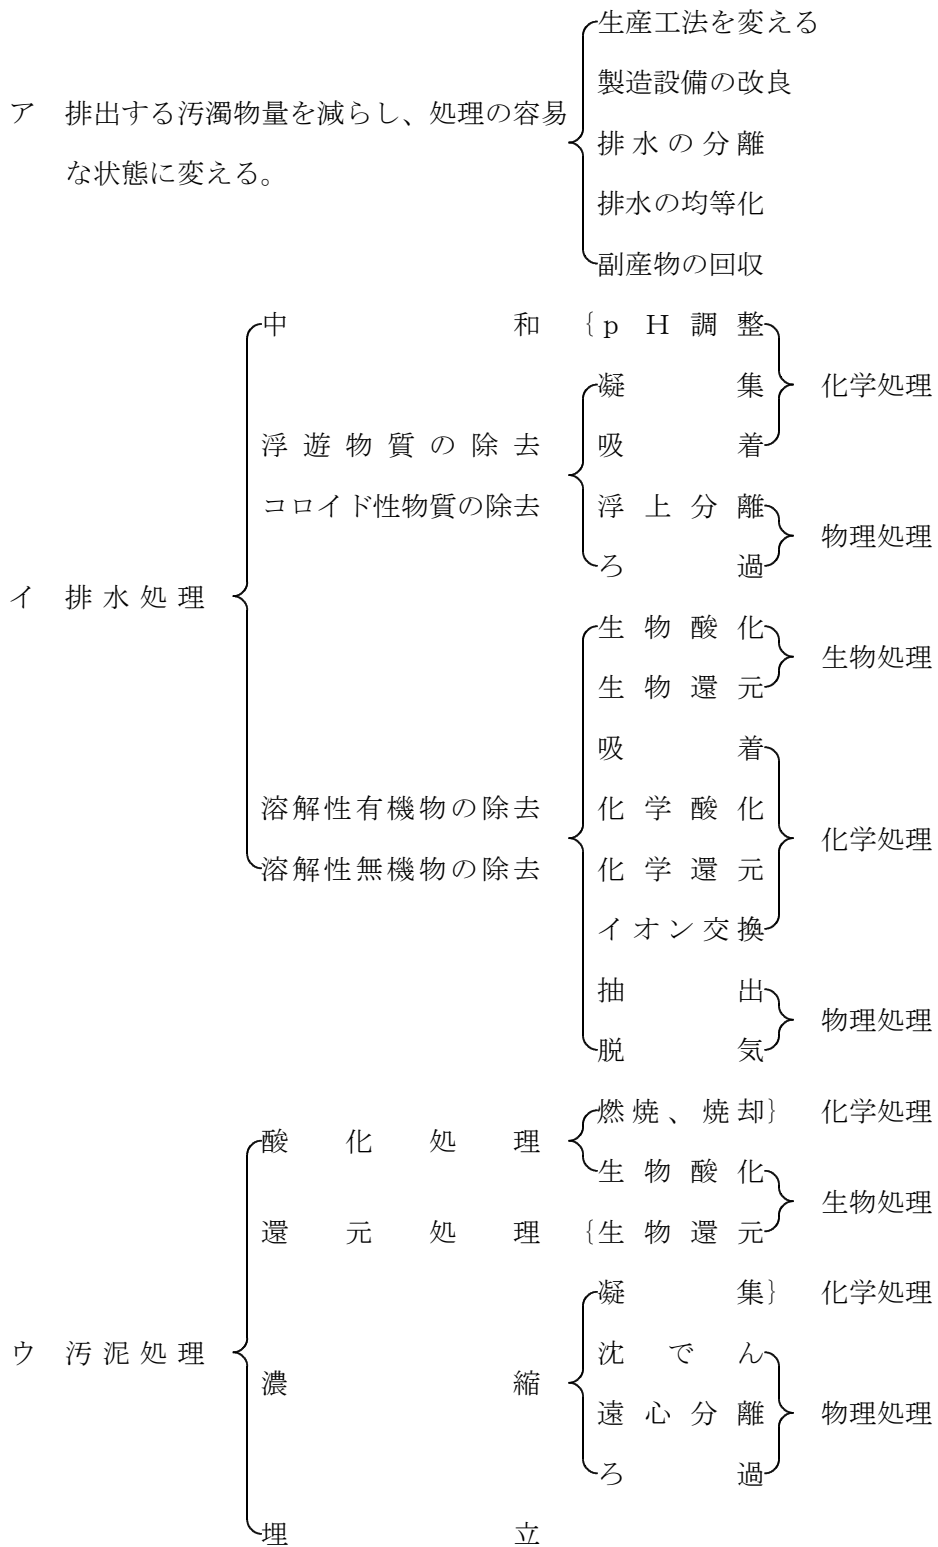 生産工法を変える
製造設備の改良
ア 排出する汚濁物量を減らし、処理の容易
排水の分離
な状態に変える。
排水の均等化
副産物の回収
中和 {pH調整
凝集 化学処理
浮遊物質の除去 吸着
コロイド性物質の除去 浮上分離
物理処理
ろ過
イ 排水処理
生物酸化
生物処理
生物還元
吸着
溶解性有機物の除去 化学酸化
化学処理
溶解性無機物の除去 化学還元
イオン交換
抽出
物理処理
脱気
燃焼、焼却} 化学処理
酸化処理
生物酸化
生物処理
還元処理 {生物還元
凝集} 化学処理
ウ 汚泥処理 沈でん
濃縮
遠心分離 物理処理
ろ過
埋立